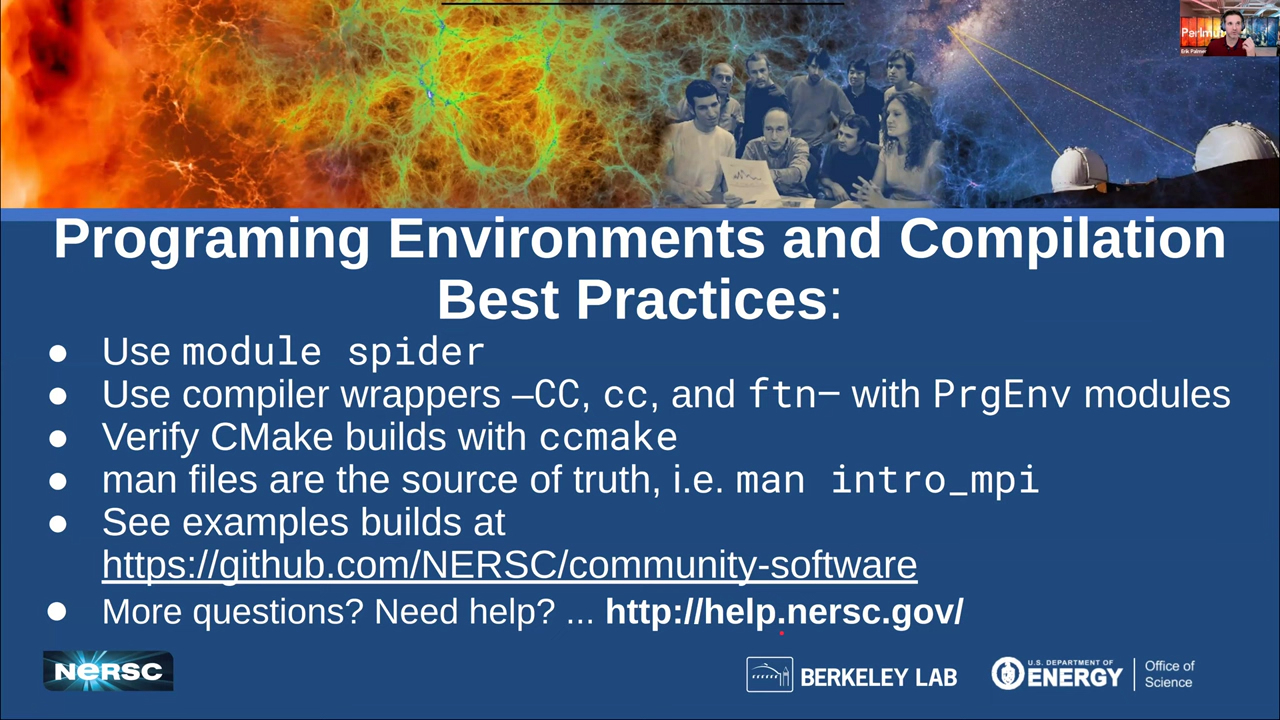 Perlmu
Erik Palmer
Programing Environments and Compilation
Best Practices:
● Use module spider
● Use compiler wrappers –CC, cc, and ftn– with PrgEnv modules
● Verify CMake builds with ccmake
● man files are the source of truth, i.e. man intro_mpi
● See examples builds at
https://github.com/NERSC/community-software
● More questions? Need help? ... http://help.nersc.gov/
NERSC
BERKELEY LAB
U.S. DEPARTMENT OF
ENERGY
Office of
Science